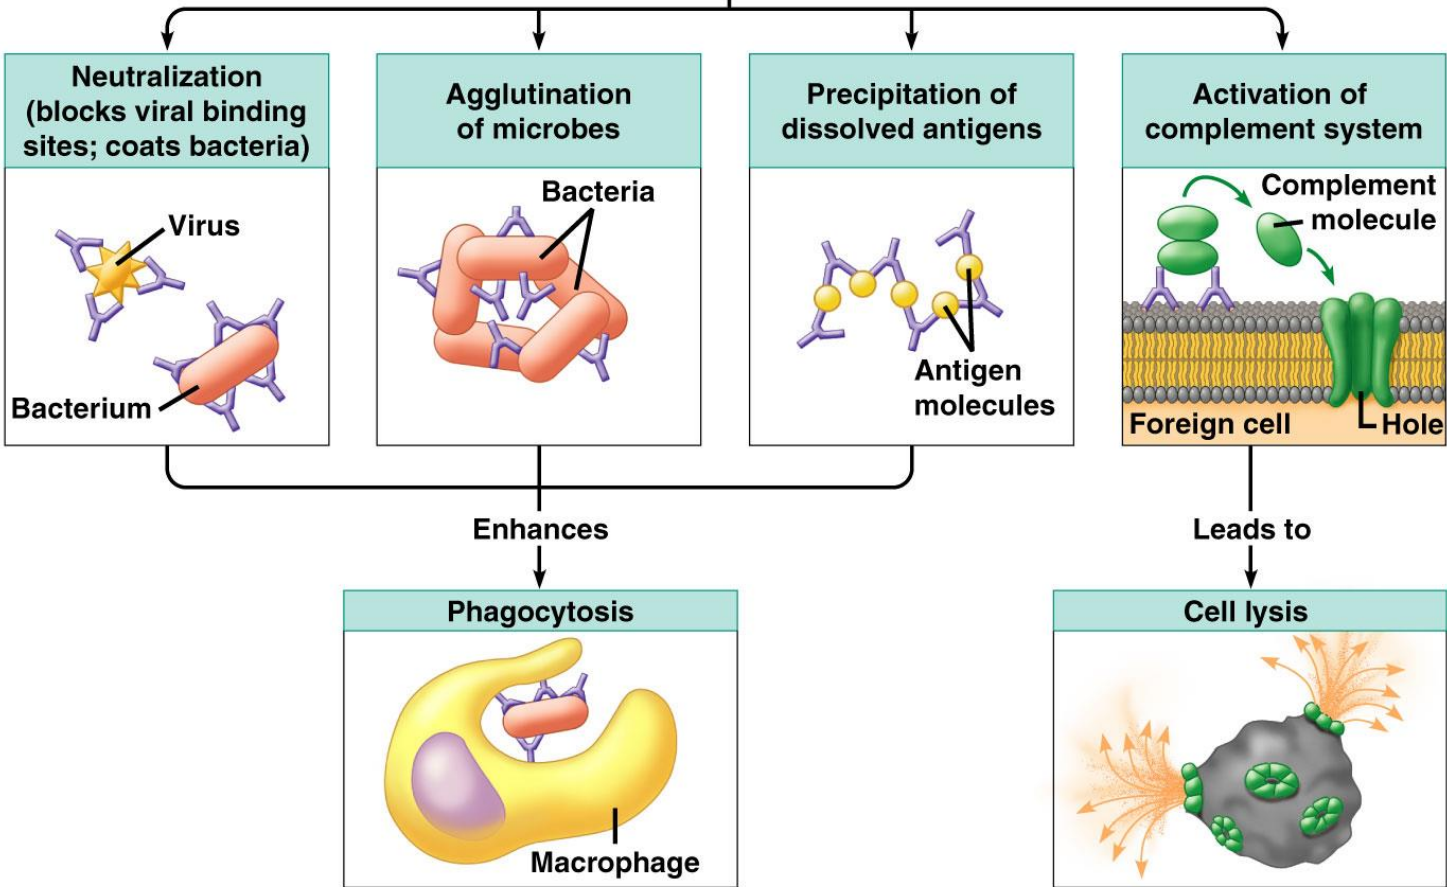 Neutralization
(blocks viral binding
sites; coats bacteria)
Agglutination
of microbes
Precipitation of
dissolved antigens
Activation of
complement system
Virus
Bacterium
Bacteria
Antigen
molecules
Complement
molecule
Foreign cell
Hole
Enhances
Leads to
Phagocytosis
Macrophage
Cell lysis